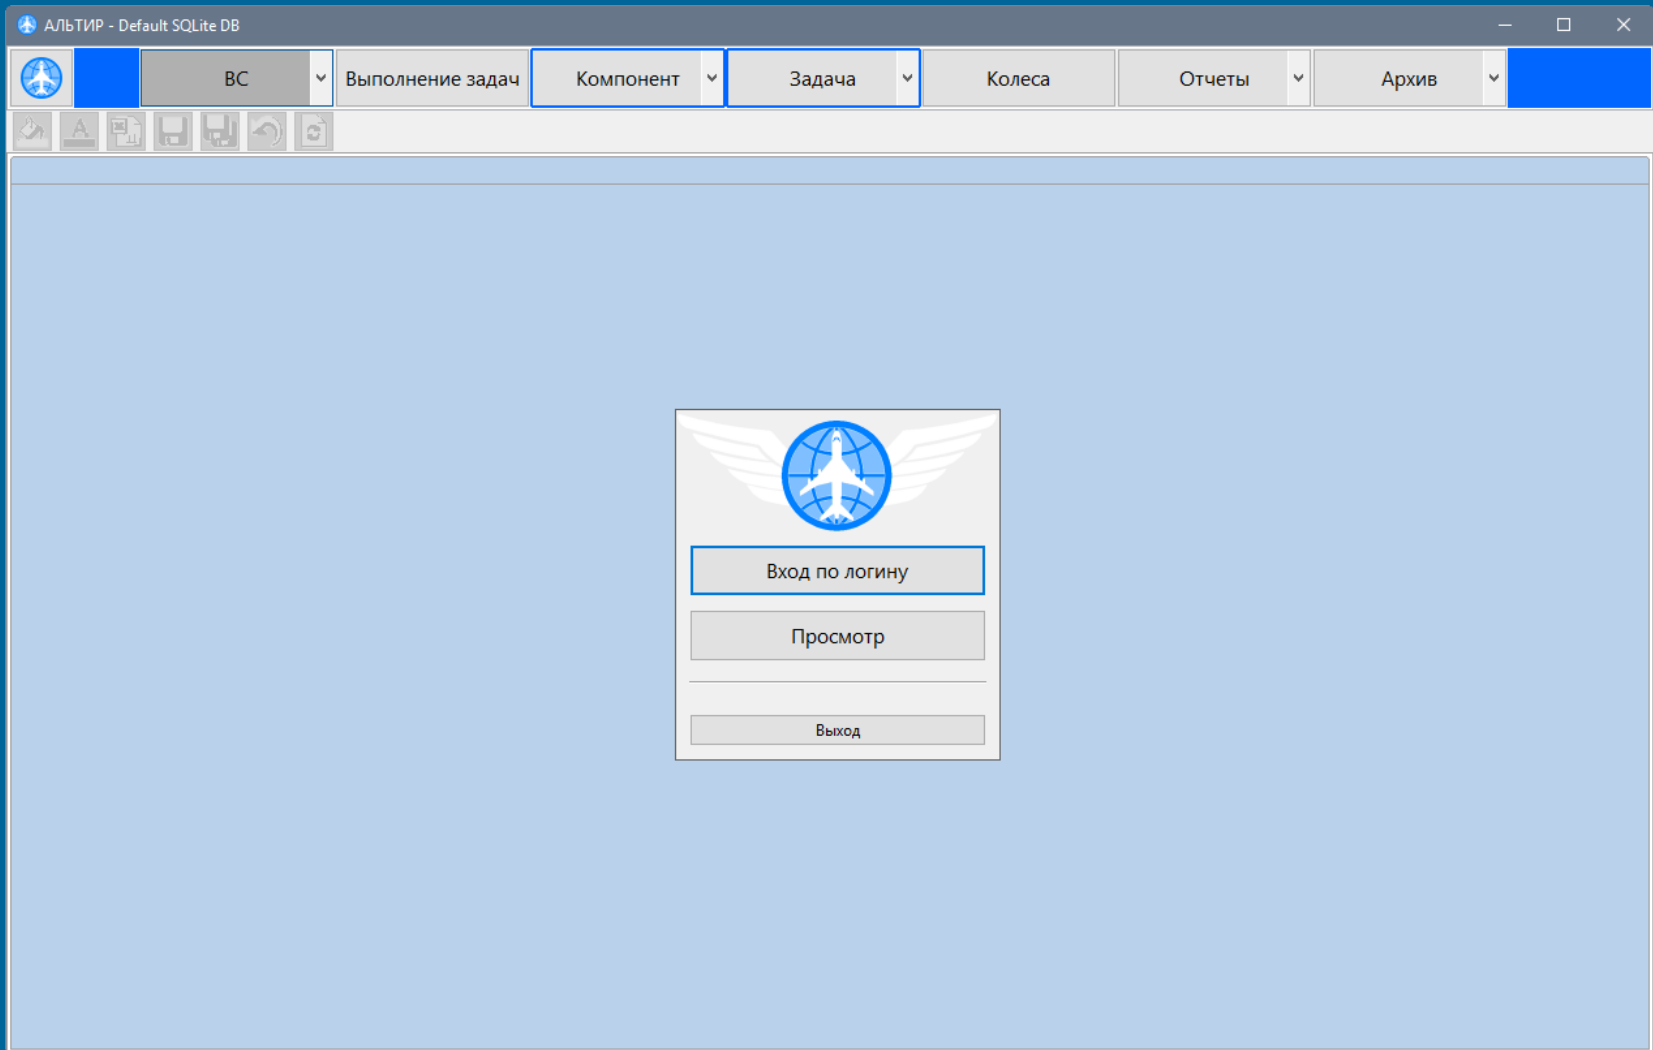 АЛЬТИР - Default SQLite DB
ВС
Выполнение задач
Компонент
Задача
Колеса
Отчеты
Архив
Вход по логину
Просмотр
Выход